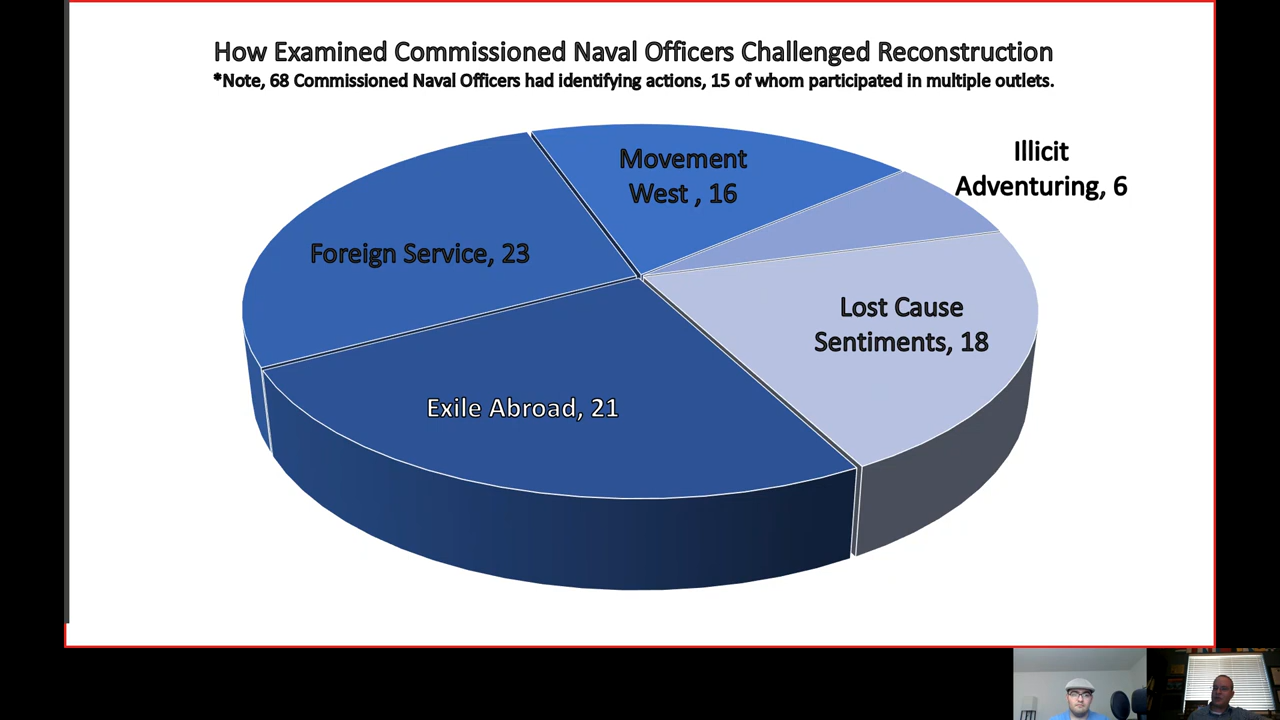 How Examined Commissioned Naval Officers Challenged Reconstruction
*Note, 68 Commissioned Naval Officers had identifying actions, 15 of whom participated in multiple outlets.
Movement
West , 16
Illicit
Adventuring, 6
Foreign Service, 23
Lost Cause
Sentiments, 18
Exile Abroad, 21